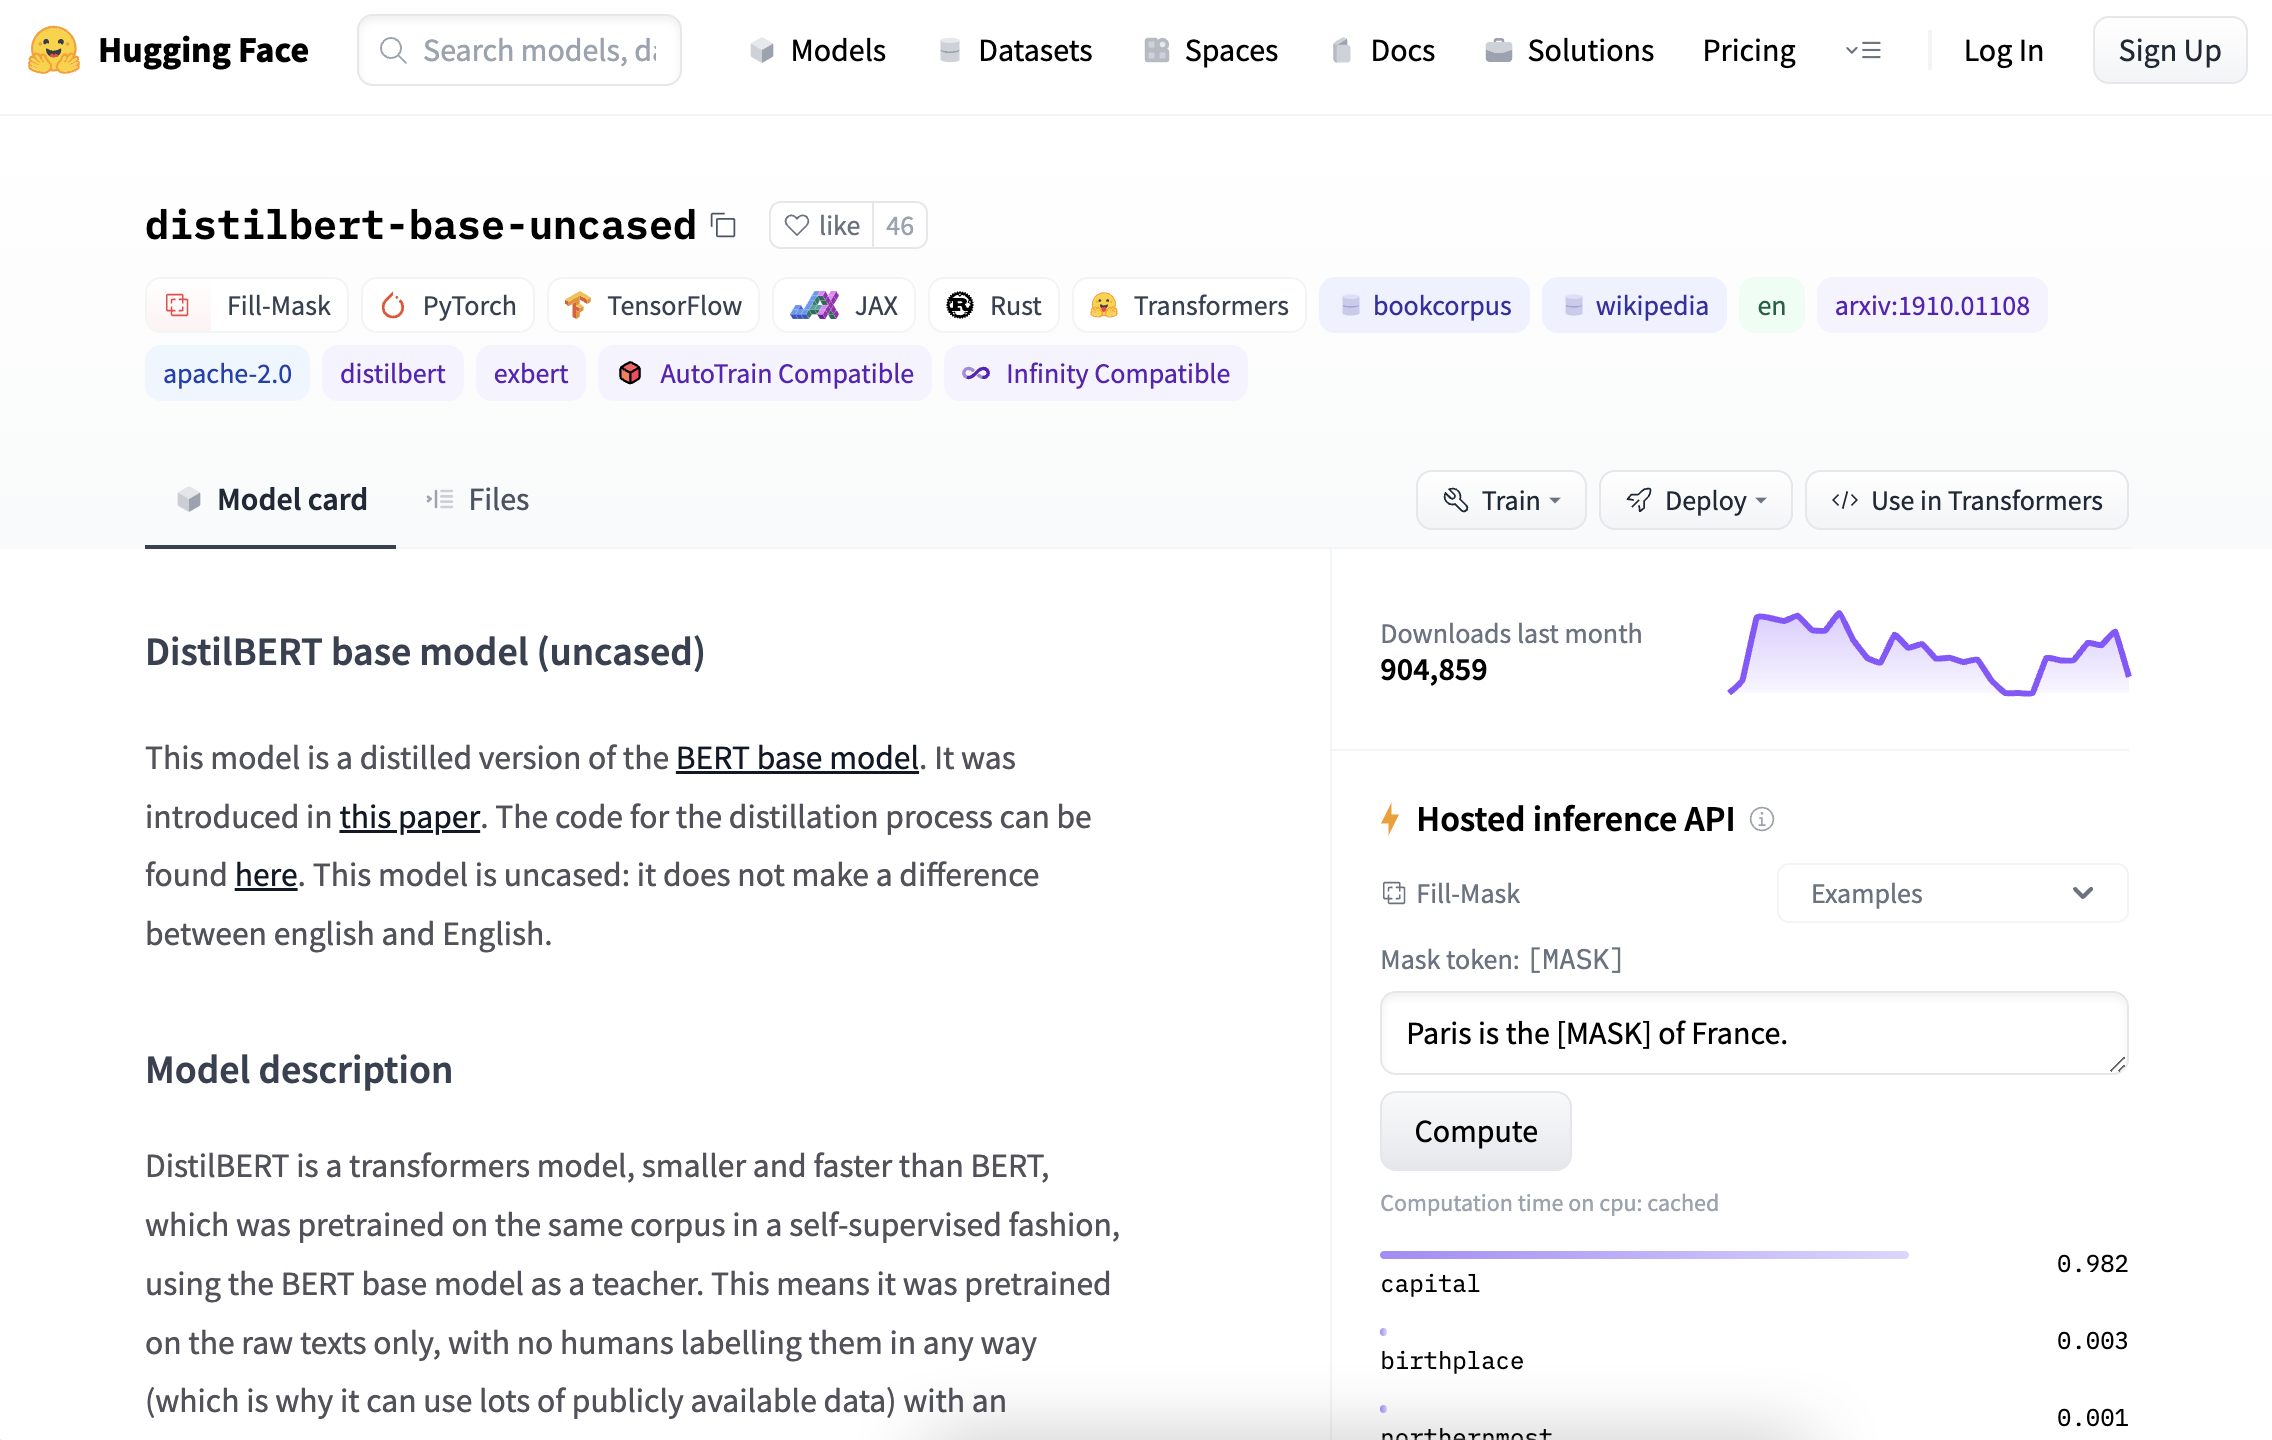 Hugging Face
Search models, da
Models
Datasets
Spaces
Docs
Solutions
Pricing
Log In
Sign Up
distilbert-base-uncased
like 46
Fill-Mask PyTorch TensorFlow JAX Rust Transformers bookcorpus wikipedia en arxiv:1910.01108
apache-2.0 distilbert exbert AutoTrain Compatible Infinity Compatible
Model card
Files
Train
Deploy
</> Use in Transformers
DistilBERT base model (uncased)
This model is a distilled version of the BERT base model. It was
introduced in this paper. The code for the distillation process can be
found here. This model is uncased: it does not make a difference
between english and English.
Model description
DistilBERT is a transformers model, smaller and faster than BERT,
which was pretrained on the same corpus in a self-supervised fashion,
using the BERT base model as a teacher. This means it was pretrained
on the raw texts only, with no humans labelling them in any way
(which is why it can use lots of publicly available data) with an
Downloads last month
904,859
Hosted inference API
Fill-Mask
Examples
Mask token: [MASK]
Paris is the [MASK] of France.
Compute
Computation time on cpu: cached
capital 0.982
birthplace 0.003
northernmost 0.001